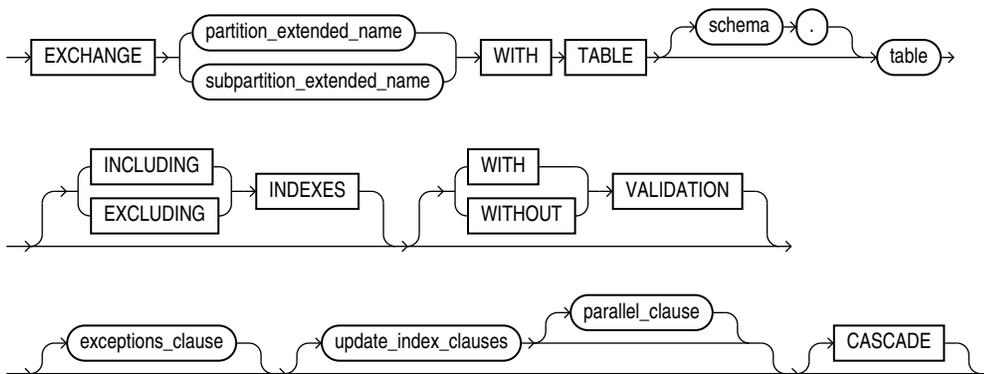 partition_extended_name
schema .
EXCHANGE WITH TABLE table
subpartition_extended_name
INCLUDING WITH
INDEXES VALIDATION
EXCLUDING WITHOUT
parallel_clause
exceptions_clause update_index_clauses CASCADE